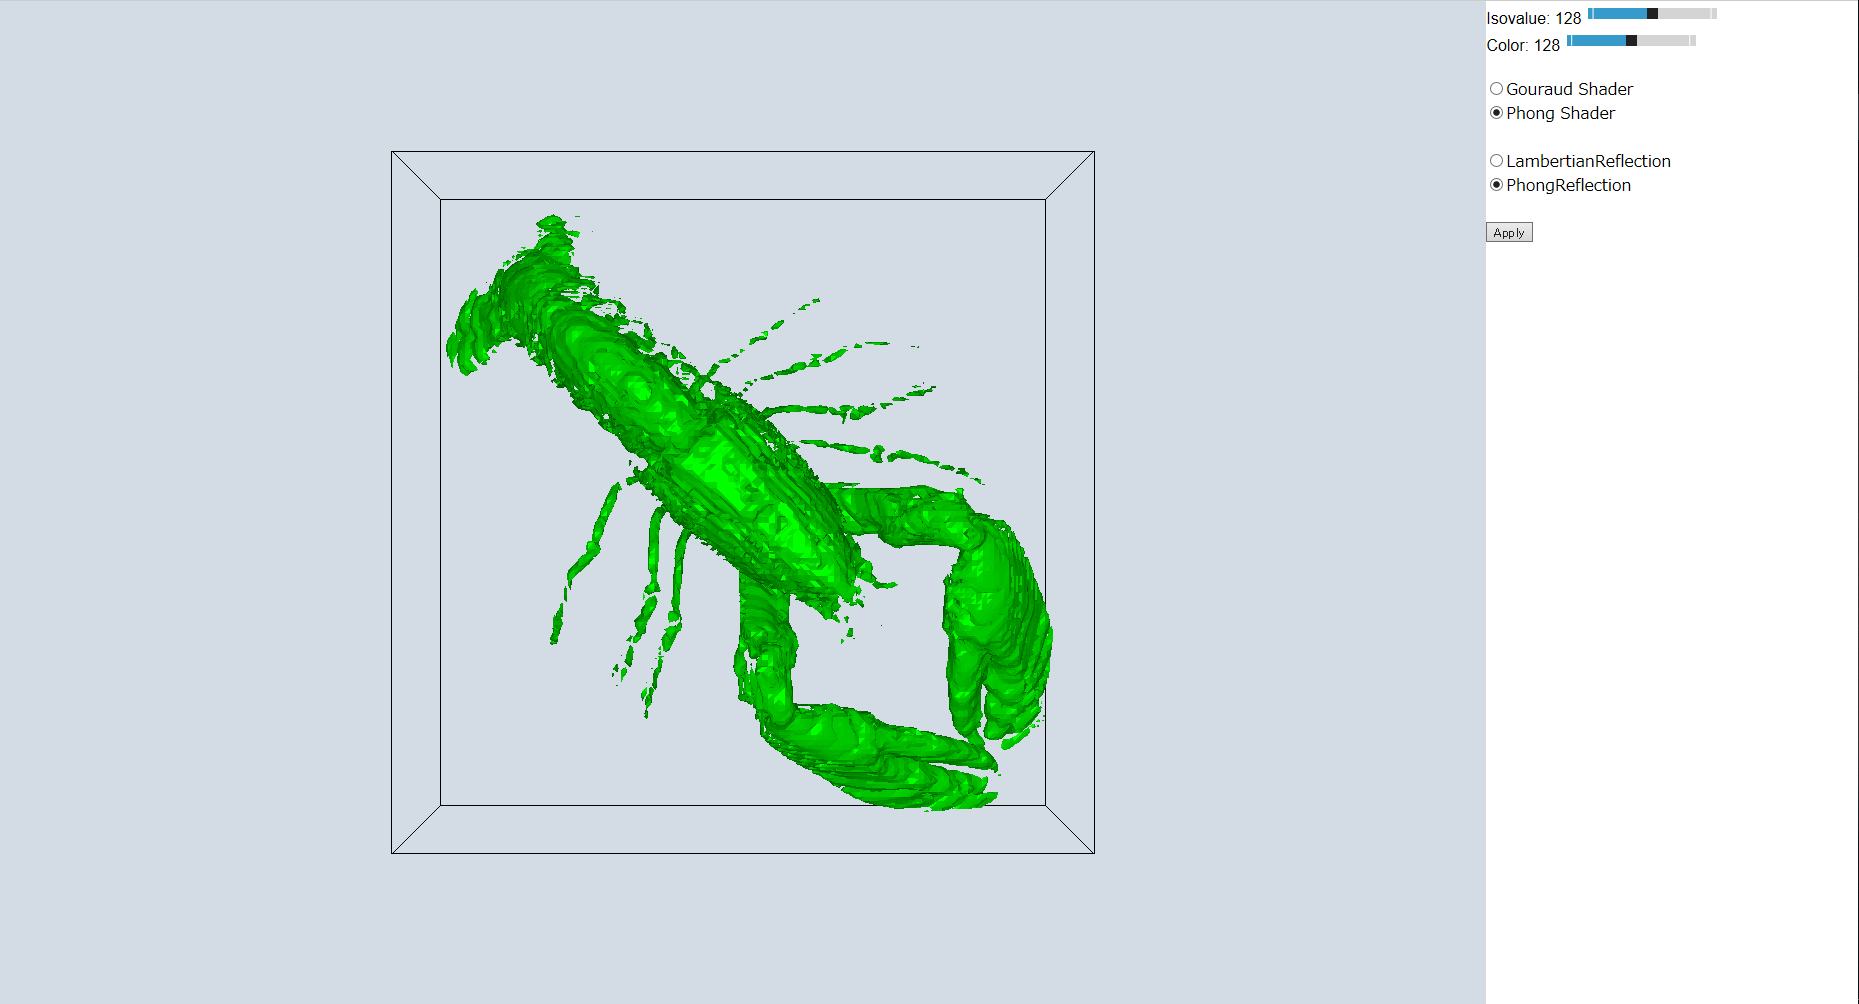 Isovalue: 128
Color: 128
Gouraud Shader
Phong Shader
LambertianReflection
PhongReflection
Apply